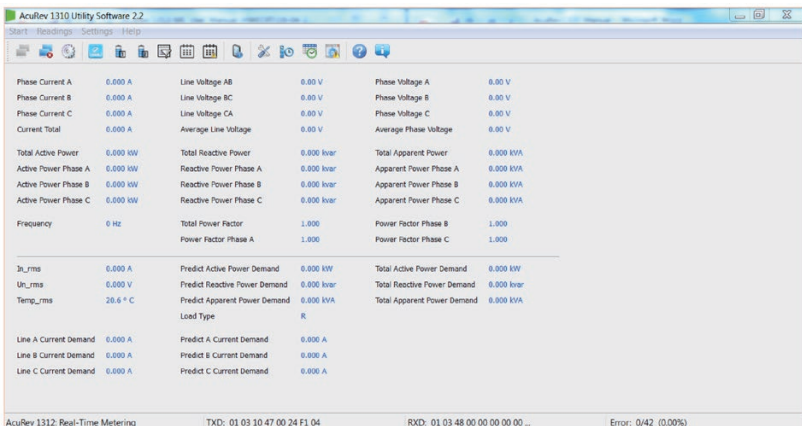 AcuRev 1310 Utility Software 2.2
Start Readings Settings Help
Phase Current A 0.000 A Line Voltage AB 0.00 V Phase Voltage A 0.00 V
Phase Current B 0.000 A Line Voltage BC 0.00 V Phase Voltage B 0.00 V
Phase Current C 0.000 A Line Voltage CA 0.00 V Phase Voltage C 0.00 V
Current Total 0.000 A Average Line Voltage 0.00 V Average Phase Voltage 0.00 V
Total Active Power 0.000 kW Total Reactive Power 0.000 kvar Total Apparent Power 0.000 kVA
Active Power Phase A 0.000 kW Reactive Power Phase A 0.000 kvar Apparent Power Phase A 0.000 kVA
Active Power Phase B 0.000 kW Reactive Power Phase B 0.000 kvar Apparent Power Phase B 0.000 kVA
Active Power Phase C 0.000 kW Reactive Power Phase C 0.000 kvar Apparent Power Phase C 0.000 kVA
Frequency 0 Hz Total Power Factor 1.000 Power Factor Phase B 1.000
Power Factor Phase A 1.000 Power Factor Phase C 1.000
In_rms 0.000 A Predict Active Power Demand 0.000 kW Total Active Power Demand 0.000 kW
Un_rms 0.000 V Predict Reactive Power Demand 0.000 kvar Total Reactive Power Demand 0.000 kvar
Temp_rms 20.6 ° C Predict Apparent Power Demand 0.000 kVA Total Apparent Power Demand 0.000 kVA
Load Type R
Line A Current Demand 0.000 A Predict A Current Demand 0.000 A
Line B Current Demand 0.000 A Predict B Current Demand 0.000 A
Line C Current Demand 0.000 A Predict C Current Demand 0.000 A
AcuRev 1312: Real-Time Metering TXD: 01 03 10 47 00 24 F1 04 RXD: 01 03 48 00 00 00 00 00 ... Error: 0/42 (0.00%)